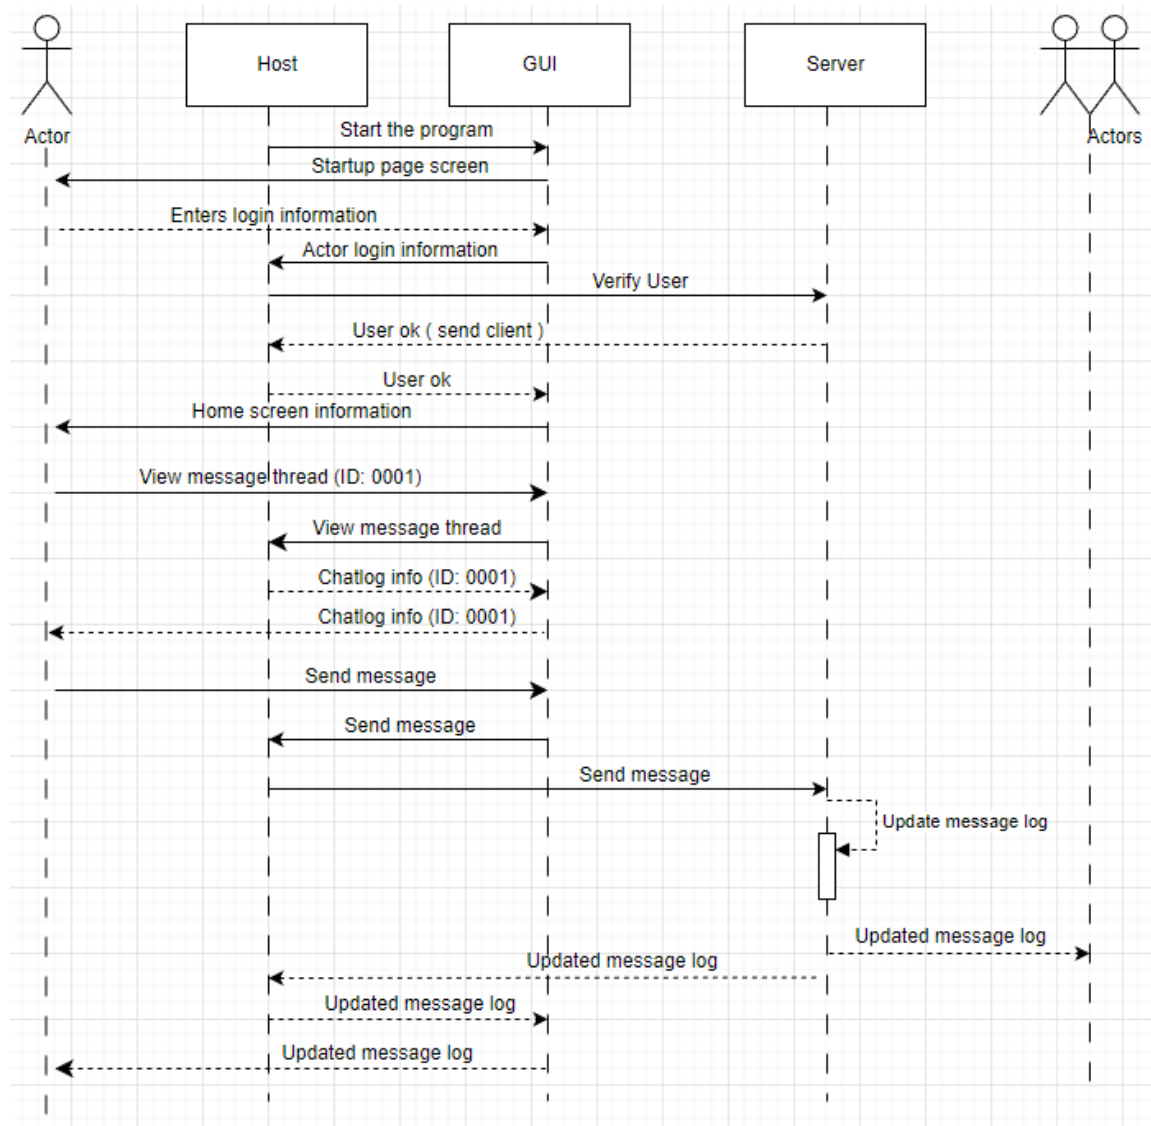 Host
GUI
Server
Actor
Actors
Start the program
Startup page screen
Enters login information
Actor login information
Verify User
User ok ( send client )
User ok
Home screen information
View message thread (ID: 0001)
View message thread
Chatlog info (ID: 0001)
Chatlog info (ID: 0001)
Send message
Send message
Send message
Update message log
Updated message log
Updated message log
Updated message log
Updated message log